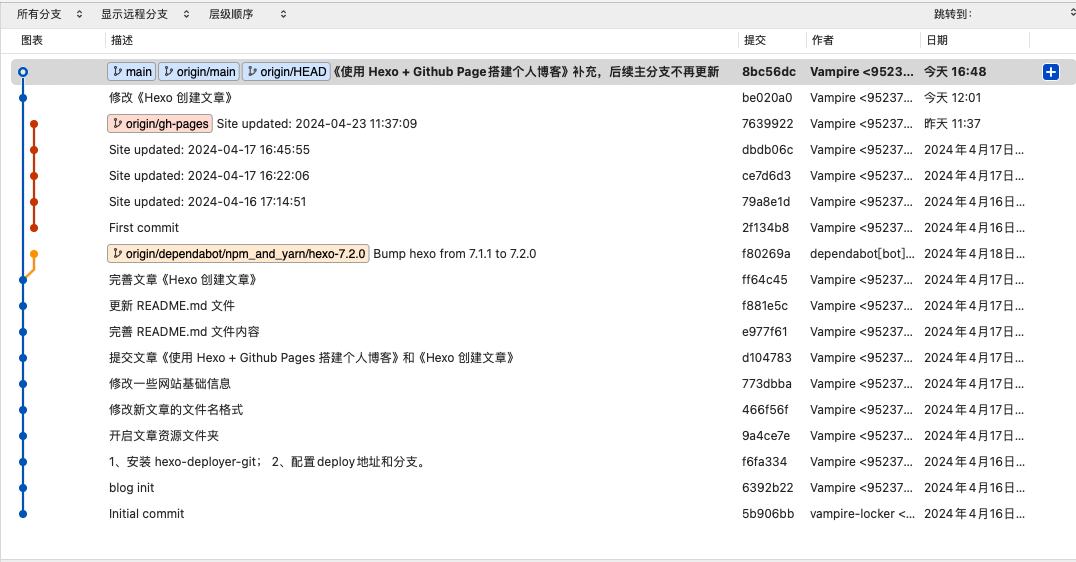 所有分支 显示远程分支 层级顺序 跳转到:
图表 描述 提交 作者 日期
main origin/main origin/HEAD 《使用 Hexo + Github Page搭建个人博客》补充，后续主分支不再更新 8bc56dc Vampire <9523... 今天 16:48
修改《Hexo 创建文章》 be020a0 Vampire <95237... 今天 12:01
origin/gh-pages Site updated: 2024-04-23 11:37:09 7639922 Vampire <95237... 昨天 11:37
Site updated: 2024-04-17 16:45:55 dbdb06c Vampire <95237... 2024年4月17日...
Site updated: 2024-04-17 16:22:06 ce7d6d3 Vampire <95237... 2024年4月17日...
Site updated: 2024-04-16 17:14:51 79a8e1d Vampire <95237... 2024年4月16日...
First commit 2f134b8 Vampire <95237... 2024年4月16日...
origin/dependabot/npm_and_yarn/hexo-7.2.0 Bump hexo from 7.1.1 to 7.2.0 f80269a dependabot[bot]... 2024年4月18日...
完善文章《Hexo 创建文章》 ff64c45 Vampire <95237... 2024年4月17日...
更新 README.md 文件 f881e5c Vampire <95237... 2024年4月17日...
完善 README.md 文件内容 e977f61 Vampire <95237... 2024年4月17日...
提交文章《使用 Hexo + Github Pages 搭建个人博客》和《Hexo 创建文章》 d104783 Vampire <95237... 2024年4月17日...
修改一些网站基础信息 773dbba Vampire <95237... 2024年4月17日...
修改新文章的文件名格式 466f56f Vampire <95237... 2024年4月17日...
开启文章资源文件夹 9a4ce7e Vampire <95237... 2024年4月17日...
1、安装 hexo-deployer-git； 2、配置deploy地址和分支。 f6fa334 Vampire <95237... 2024年4月16日...
blog init 6392b22 Vampire <95237... 2024年4月16日...
Initial commit 5b906bb vampire-locker <... 2024年4月16日...